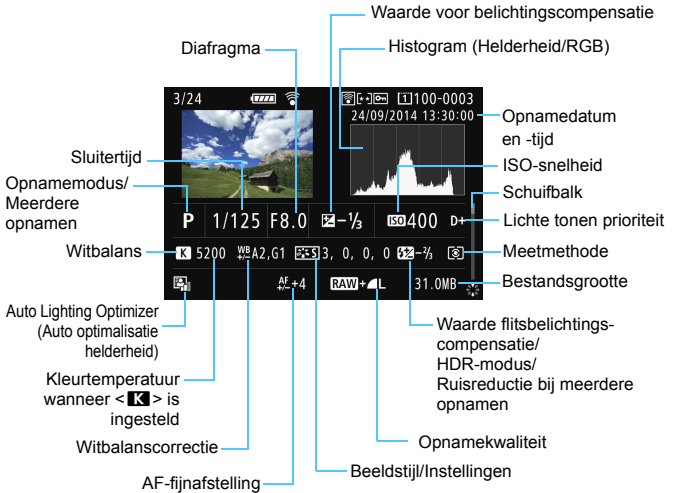 Waarde voor belichtingscompensatie
Diafragma
Histogram (Helderheid/RGB)
3/24
1 100-0003
24/09/2014 13:30:00
Opnamedatum
en -tijd
Sluitertijd
ISO-snelheid
Opnamemodus/
Meerdere
opnamen
Schuifbalk
P 1/125 F8.0 -1/3 ISO 400 D+
Lichte tonen prioriteit
Witbalans
K 5200 WB +/- A2,G1 S 3, 0, 0, 0 -2/3
Meetmethode
AF +/- +4 RAW+ L 31.0MB
Bestandsgrootte
Auto Lighting Optimizer
(Auto optimalisatie
helderheid)
Waarde flitsbelichtings-
compensatie/
HDR-modus/
Ruisreductie bij meerdere
opnamen
Kleurtemperatuur
wanneer < K > is
ingesteld
Witbalanscorrectie
Opnamekwaliteit
Beeldstijl/Instellingen
AF-fijnafstelling